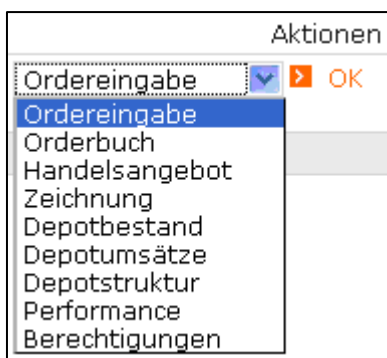 Aktionen
Ordereingabe OK
Ordereingabe
Orderbuch
Handelsangebot
Zeichnung
Depotbestand
Depotumsätze
Depotstruktur
Performance
Berechtigungen